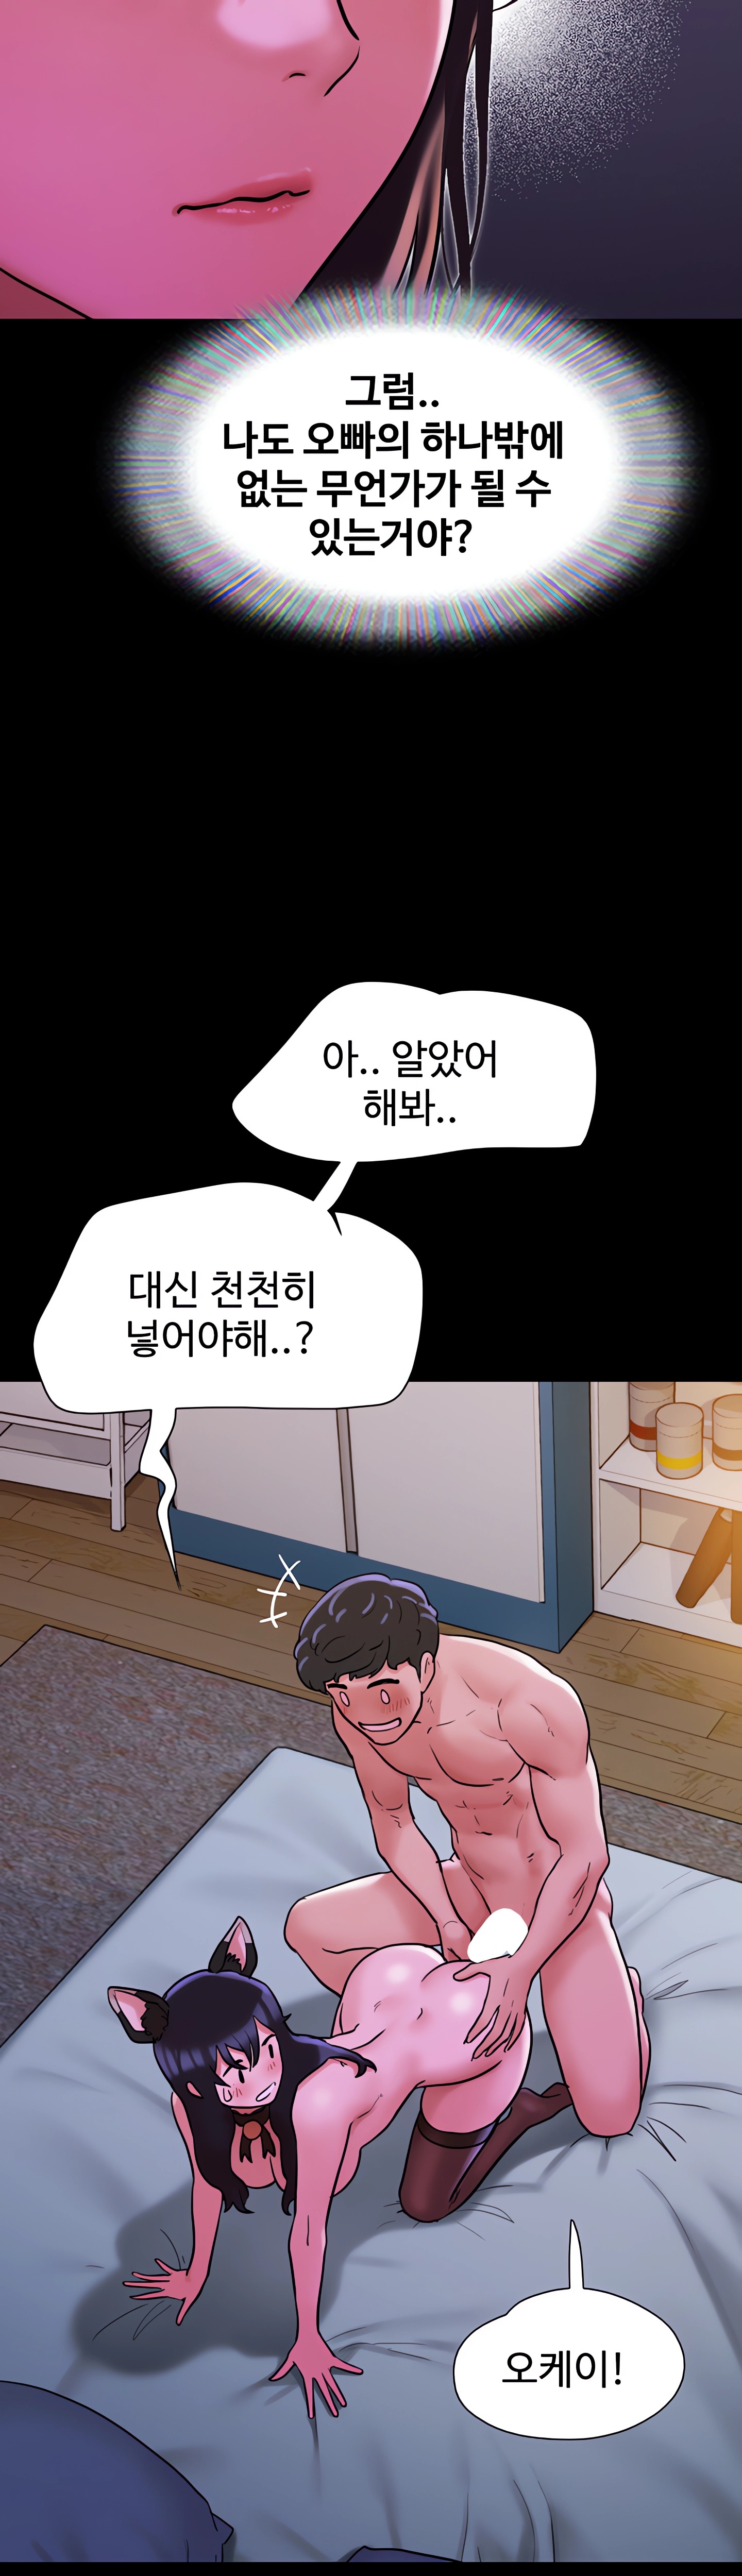 그럼..
나도 오빠의 하나밖에
없는 무언가가 될 수
있는거야?
아.. 알았어
해봐..
대신 천천히
넣어야해..?
오케이!